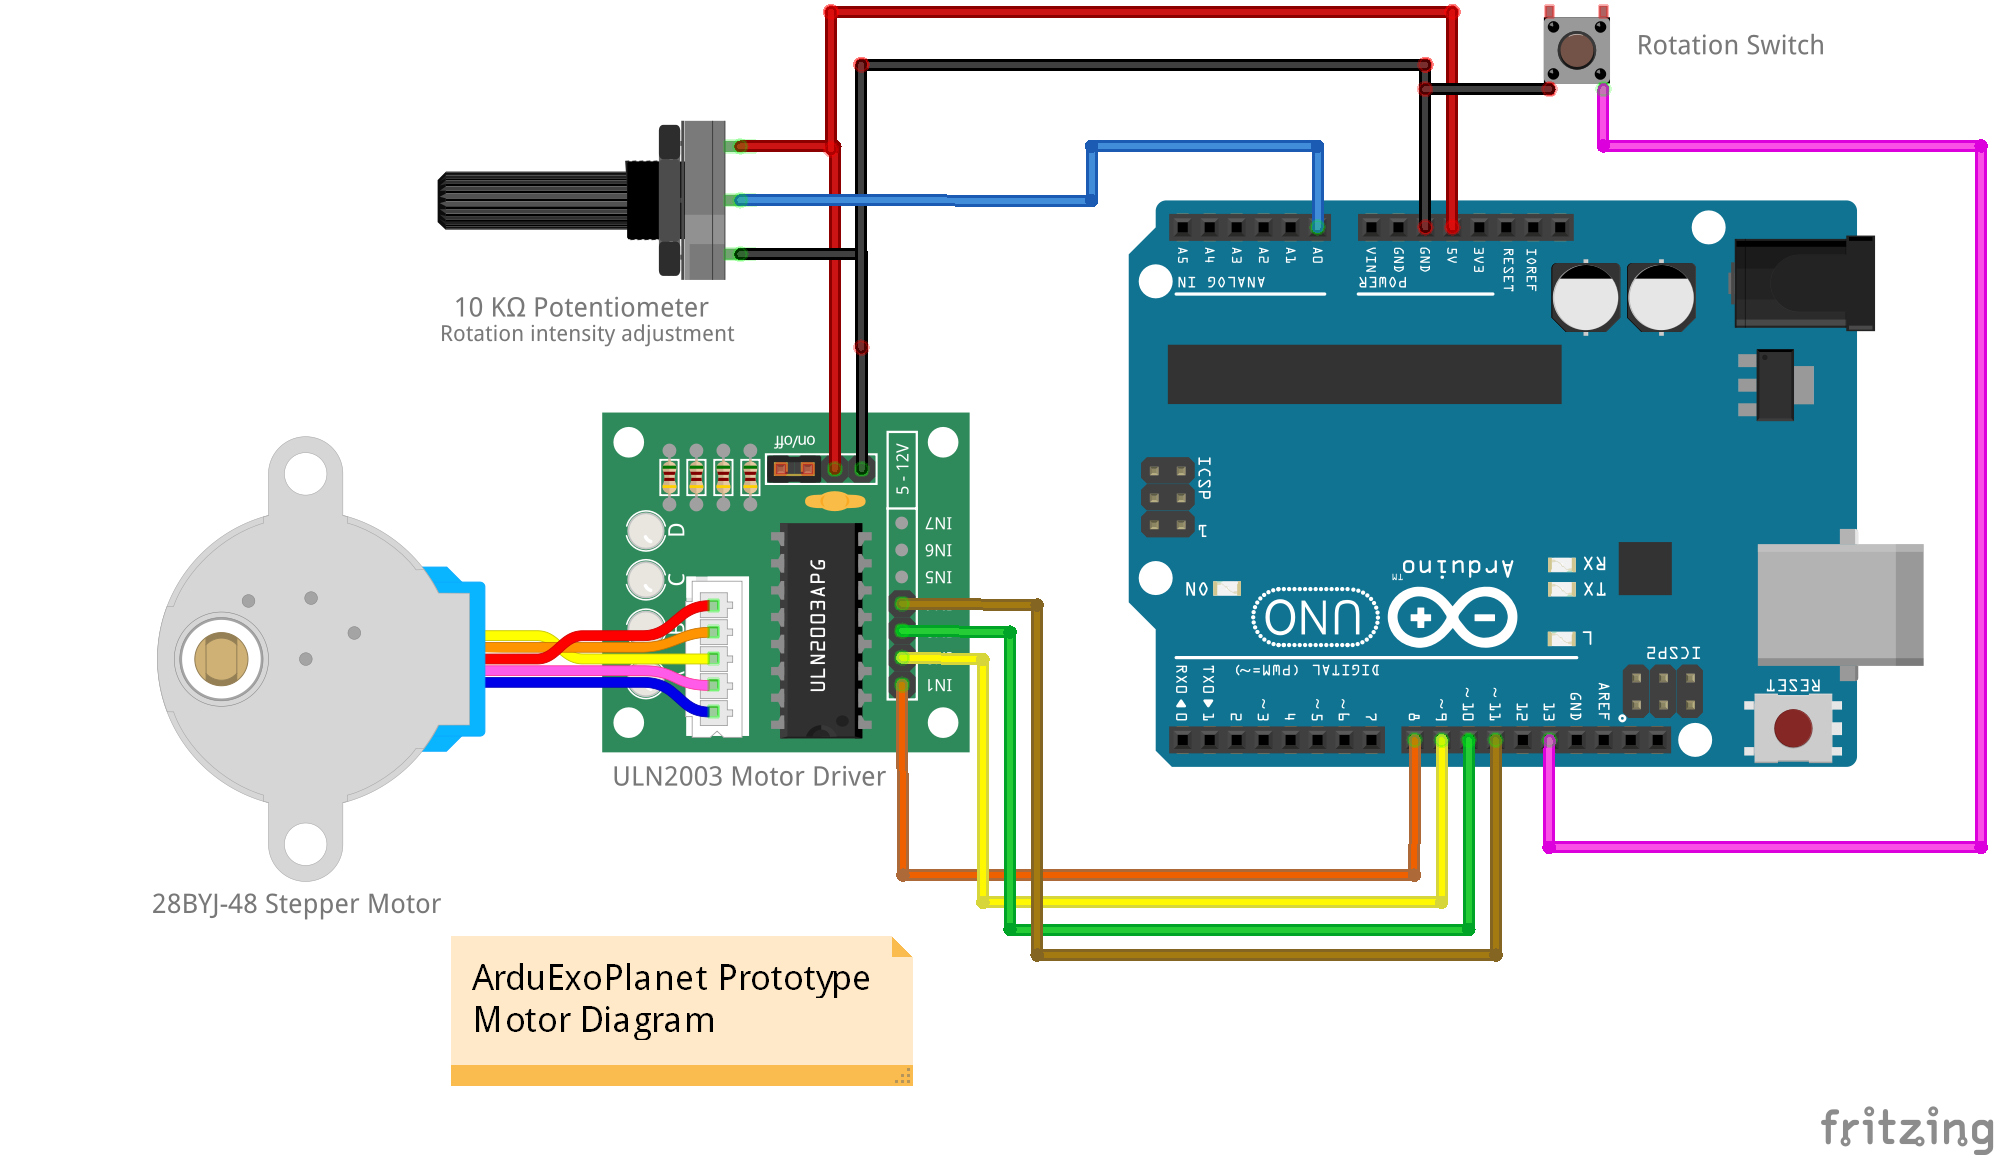 Rotation Switch
10 KΩ Potentiometer
Rotation intensity adjustment
A5
A4
A3
A2
A1
A0
VIN
GND
GND
5V
3V3
RESET
IOREF
ANALOG IN
POWER
on/off
5 - 12V
ICSP
1
D
C
IN7
IN6
IN5
IN1
ULN2003APG
Arduino™
UNO
ON
RX
TX
L
ICSP2
RESET
DIGITAL (PWM=~)
RX0◀0
TX0▶1
2
~3
4
~5
~6
7
8
~9
~10
~11
12
13
GND
AREF
ULN2003 Motor Driver
28BYJ-48 Stepper Motor
ArduExoPlanet Prototype
Motor Diagram
fritzing